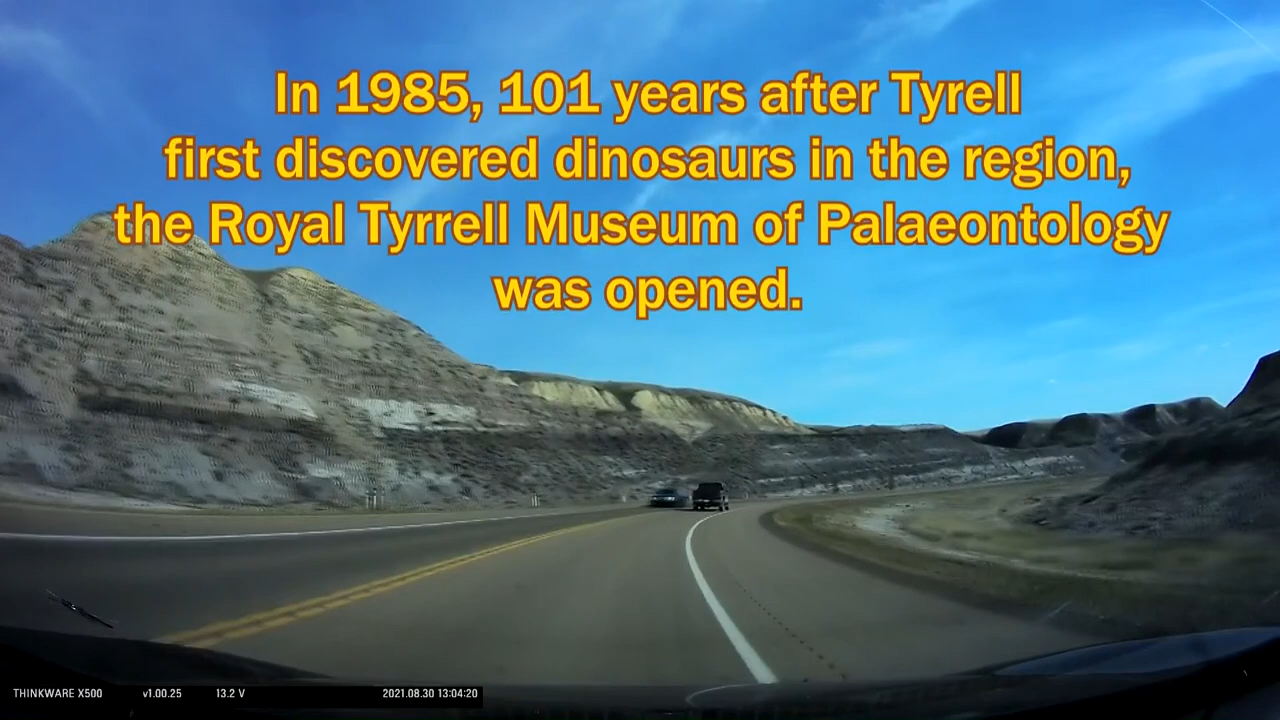 In 1985, 101 years after Tyrell
first discovered dinosaurs in the region,
the Royal Tyrrell Museum of Palaeontology
was opened.
THINKWARE X500 v1.00.25 13.2 V 2021.08.30 13:04:20